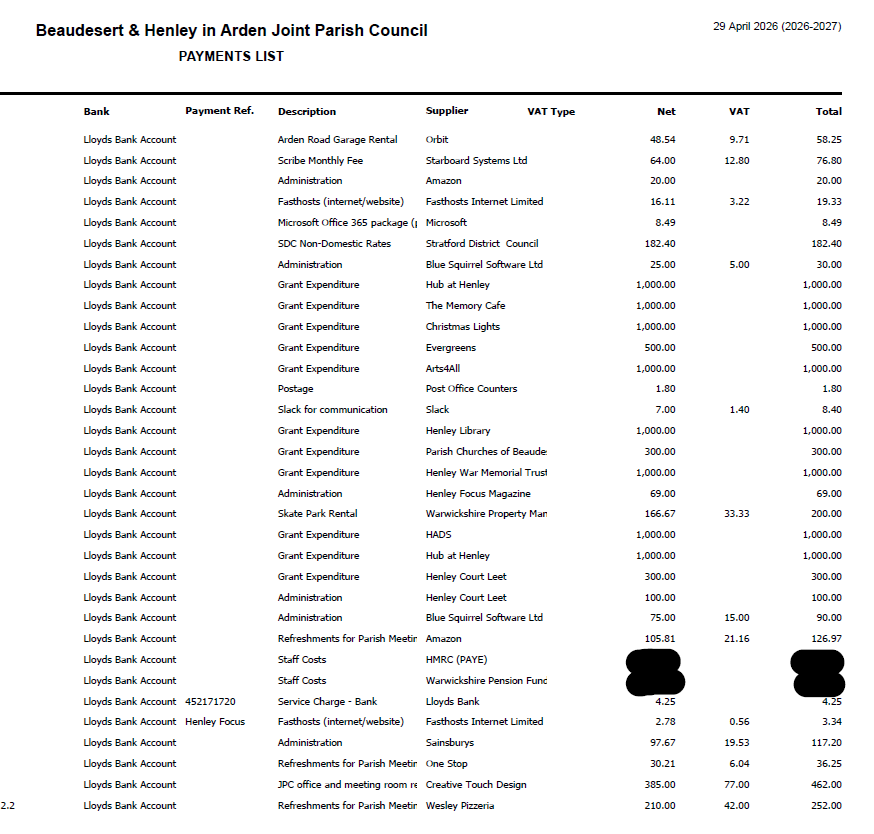 Beaudesert & Henley in Arden Joint Parish Council
29 April 2026 (2026-2027)
PAYMENTS LIST
Bank Payment Ref. Description Supplier VAT Type Net VAT Total
Lloyds Bank Account Arden Road Garage Rental Orbit 48.54 9.71 58.25
Lloyds Bank Account Scribe Monthly Fee Starboard Systems Ltd 64.00 12.80 76.80
Lloyds Bank Account Administration Amazon 20.00 20.00
Lloyds Bank Account Fasthosts (internet/website) Fasthosts Internet Limited 16.11 3.22 19.33
Lloyds Bank Account Microsoft Office 365 package (p Microsoft 8.49 8.49
Lloyds Bank Account SDC Non-Domestic Rates Stratford District Council 182.40 182.40
Lloyds Bank Account Administration Blue Squirrel Software Ltd 25.00 5.00 30.00
Lloyds Bank Account Grant Expenditure Hub at Henley 1,000.00 1,000.00
Lloyds Bank Account Grant Expenditure The Memory Cafe 1,000.00 1,000.00
Lloyds Bank Account Grant Expenditure Christmas Lights 1,000.00 1,000.00
Lloyds Bank Account Grant Expenditure Evergreens 500.00 500.00
Lloyds Bank Account Grant Expenditure Arts4All 1,000.00 1,000.00
Lloyds Bank Account Postage Post Office Counters 1.80 1.80
Lloyds Bank Account Slack for communication Slack 7.00 1.40 8.40
Lloyds Bank Account Grant Expenditure Henley Library 1,000.00 1,000.00
Lloyds Bank Account Grant Expenditure Parish Churches of Beaude 300.00 300.00
Lloyds Bank Account Grant Expenditure Henley War Memorial Trust 1,000.00 1,000.00
Lloyds Bank Account Administration Henley Focus Magazine 69.00 69.00
Lloyds Bank Account Skate Park Rental Warwickshire Property Man 166.67 33.33 200.00
Lloyds Bank Account Grant Expenditure HADS 1,000.00 1,000.00
Lloyds Bank Account Grant Expenditure Hub at Henley 1,000.00 1,000.00
Lloyds Bank Account Grant Expenditure Henley Court Leet 300.00 300.00
Lloyds Bank Account Administration Henley Court Leet 100.00 100.00
Lloyds Bank Account Administration Blue Squirrel Software Ltd 75.00 15.00 90.00
Lloyds Bank Account Refreshments for Parish Meetin Amazon 105.81 21.16 126.97
Lloyds Bank Account Staff Costs HMRC (PAYE)
Lloyds Bank Account Staff Costs Warwickshire Pension Fund
Lloyds Bank Account 452171720 Service Charge - Bank Lloyds Bank 4.25 4.25
Lloyds Bank Account Henley Focus Fasthosts (internet/website) Fasthosts Internet Limited 2.78 0.56 3.34
Lloyds Bank Account Administration Sainsburys 97.67 19.53 117.20
Lloyds Bank Account Refreshments for Parish Meetin One Stop 30.21 6.04 36.25
Lloyds Bank Account JPC office and meeting room re Creative Touch Design 385.00 77.00 462.00
2.2 Lloyds Bank Account Refreshments for Parish Meetin Wesley Pizzeria 210.00 42.00 252.00